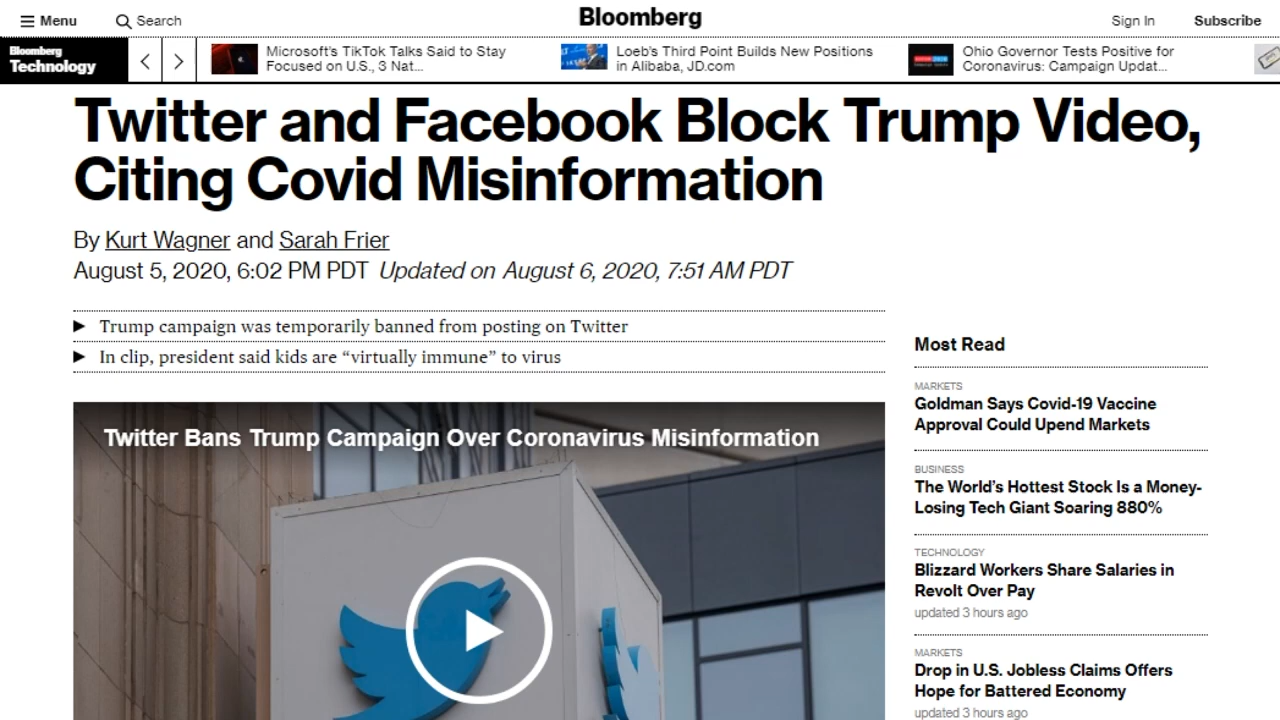 Menu
Search
Bloomberg
Sign In
Subscribe
Bloomberg
Technology
Microsoft's TikTok Talks Said to Stay
Focused on U.S., 3 Nat...
Loeb's Third Point Builds New Positions
in Alibaba, JD.com
Ohio Governor Tests Positive for
Coronavirus: Campaign Updat...
Twitter and Facebook Block Trump Video,
Citing Covid Misinformation
By Kurt Wagner and Sarah Frier
August 5, 2020, 6:02 PM PDT Updated on August 6, 2020, 7:51 AM PDT
Trump campaign was temporarily banned from posting on Twitter
In clip, president said kids are “virtually immune” to virus
Twitter Bans Trump Campaign Over Coronavirus Misinformation
Most Read
MARKETS
Goldman Says Covid-19 Vaccine
Approval Could Upend Markets
BUSINESS
The World's Hottest Stock Is a Money-
Losing Tech Giant Soaring 880%
TECHNOLOGY
Blizzard Workers Share Salaries in
Revolt Over Pay
updated 3 hours ago
MARKETS
Drop in U.S. Jobless Claims Offers
Hope for Battered Economy
updated 3 hours ago